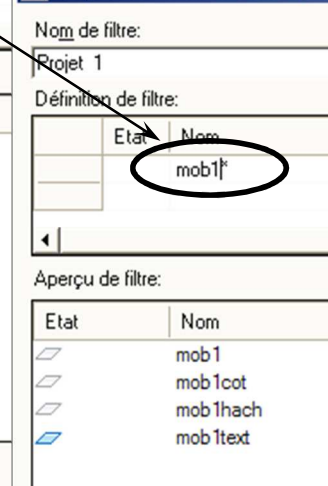 Nom de filtre:
Projet 1
Définition de filtre:
Etat Nom
mob1*
Aperçu de filtre:
Etat Nom
mob1
mob1cot
mob1hach
mob1text